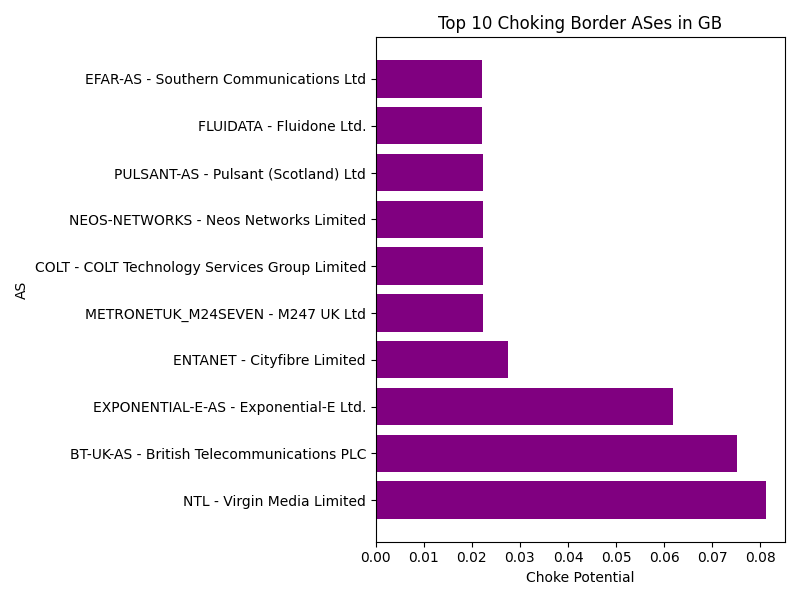 Top 10 Choking Border ASes in GB
EFAR-AS - Southern Communications Ltd
FLUIDATA - Fluidone Ltd.
PULSANT-AS - Pulsant (Scotland) Ltd
NEOS-NETWORKS - Neos Networks Limited
COLT - COLT Technology Services Group Limited
METRONETUK_M24SEVEN - M247 UK Ltd
ENTANET - Cityfibre Limited
EXPONENTIAL-E-AS - Exponential-E Ltd.
BT-UK-AS - British Telecommunications PLC
NTL - Virgin Media Limited
AS
0.00 0.01 0.02 0.03 0.04 0.05 0.06 0.07 0.08
Choke Potential